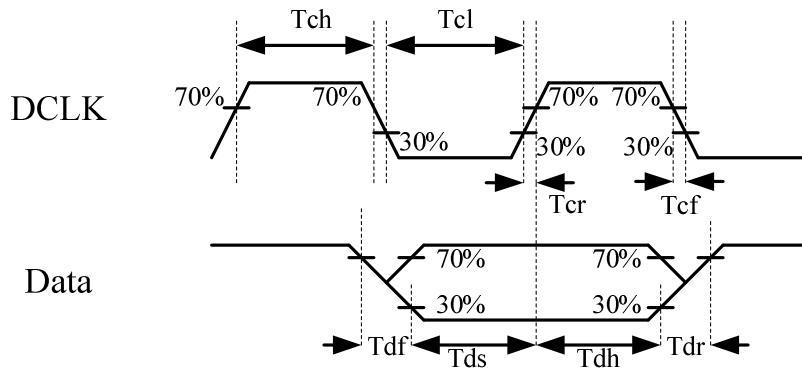 Tch Tcl
DCLK 70% 70% 70% 70%
30% 30% 30%
Tcr Tcf
Data 70% 70%
30% 30%
Tdf Tds Tdh Tdr